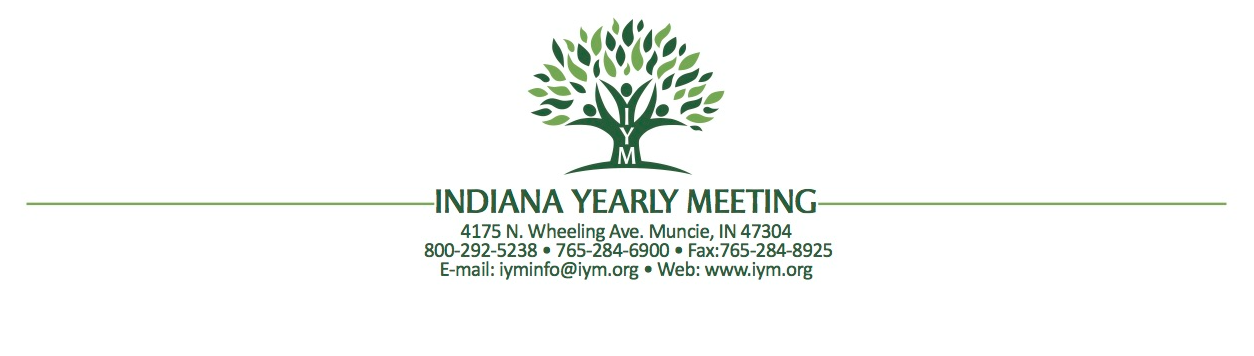 I
Y
M
INDIANA YEARLY MEETING
4175 N. Wheeling Ave. Muncie, IN 47304
800-292-5238 • 765-284-6900 • Fax:765-284-8925
E-mail: iyminfo@iym.org • Web: www.iym.org